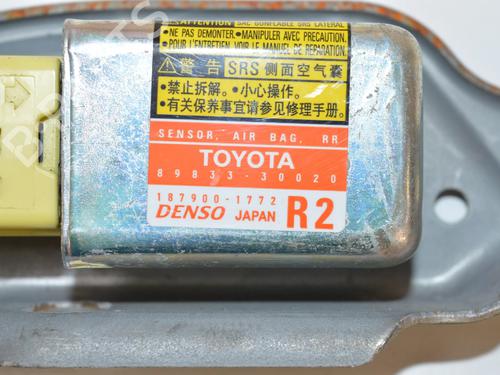 ATTENTION SAC GONFLABLE SRS LATERAL
•NE PAS DEMONTER. •MANIPULER AVEC PRECAUTION.
•POUR L'ENTRETIEN VOIR LE MANUEL DE REPARATION.
警告 SRS 侧面空气囊
•禁止拆解。 •小心操作。
•有关保养事宜请参见修理手册。
SENSOR, AIR BAG, RR
TOYOTA
89833-30020
187900-1772
DENSO JAPAN R2